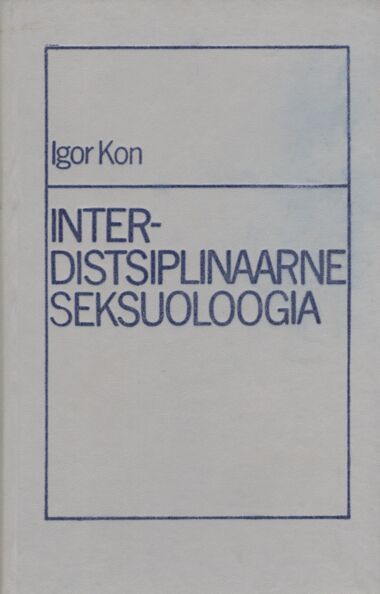 Igor Kon
INTER-
DISTSIPLINAARNE
SEKSUOLOOGIA